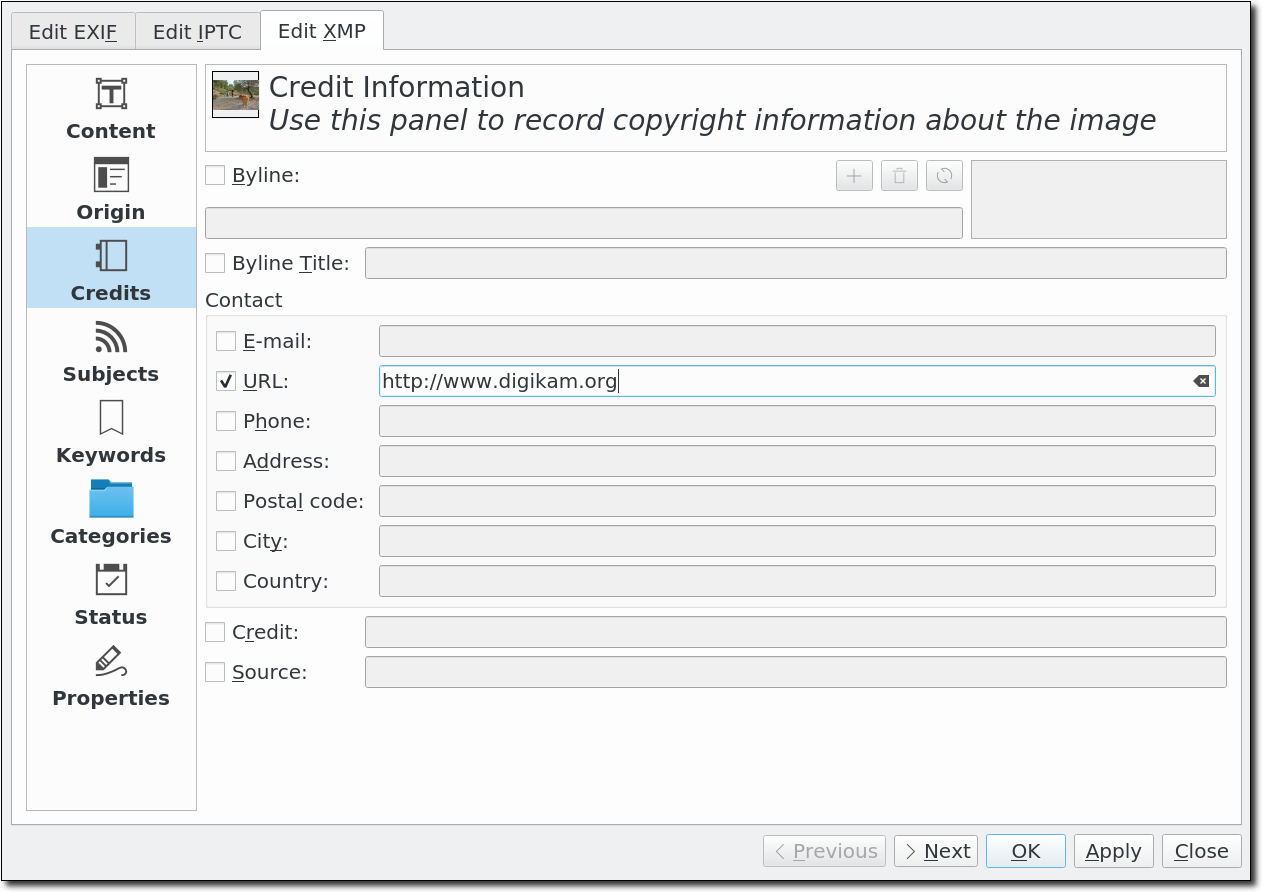 Edit EXIF Edit IPTC Edit XMP
Content
Origin
Credits
Subjects
Keywords
Categories
Status
Properties
Credit Information
Use this panel to record copyright information about the image
Byline:
Byline Title:
Contact
E-mail:
URL: http://www.digikam.org
Phone:
Address:
Postal code:
City:
Country:
Credit:
Source:
Previous Next OK Apply Close